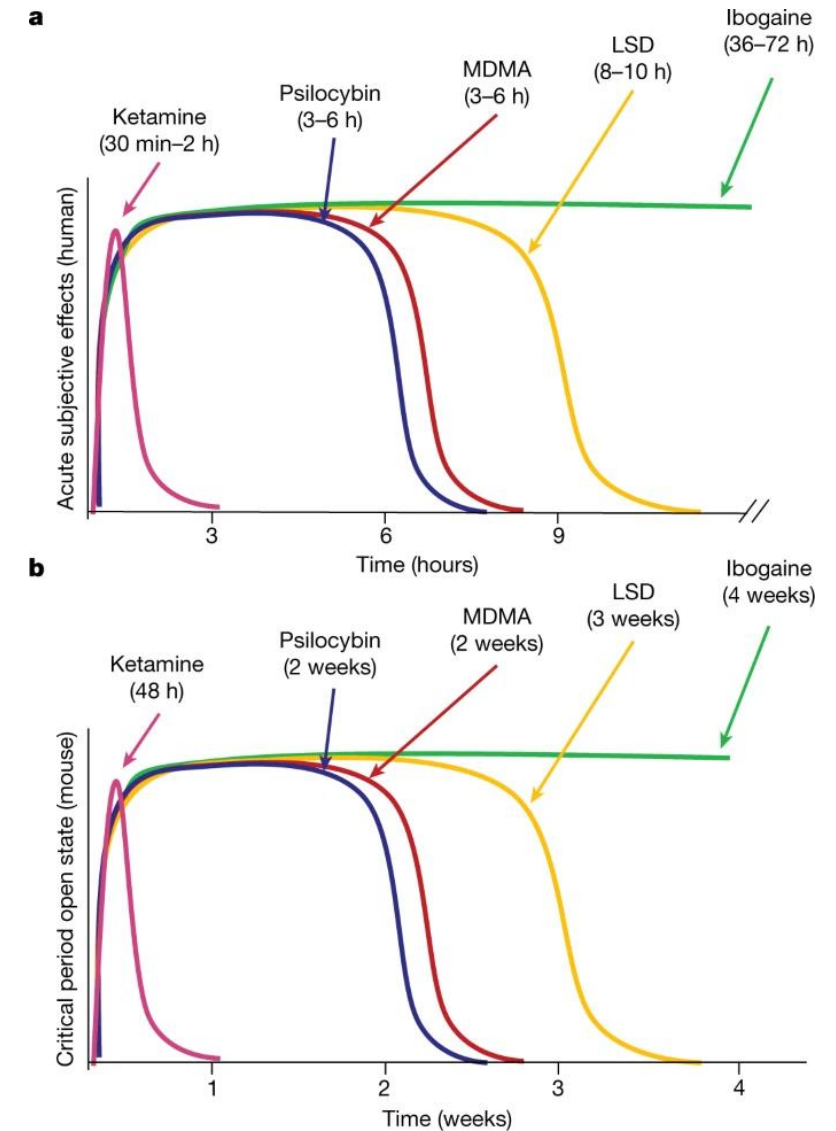 a
Ketamine
(30 min–2 h)
Psilocybin
(3–6 h)
MDMA
(3–6 h)
LSD
(8–10 h)
Ibogaine
(36–72 h)
Acute subjective effects (human)
3
6
9
Time (hours)
b
Ketamine
(48 h)
Psilocybin
(2 weeks)
MDMA
(2 weeks)
LSD
(3 weeks)
Ibogaine
(4 weeks)
Critical period open state (mouse)
1
2
3
4
Time (weeks)